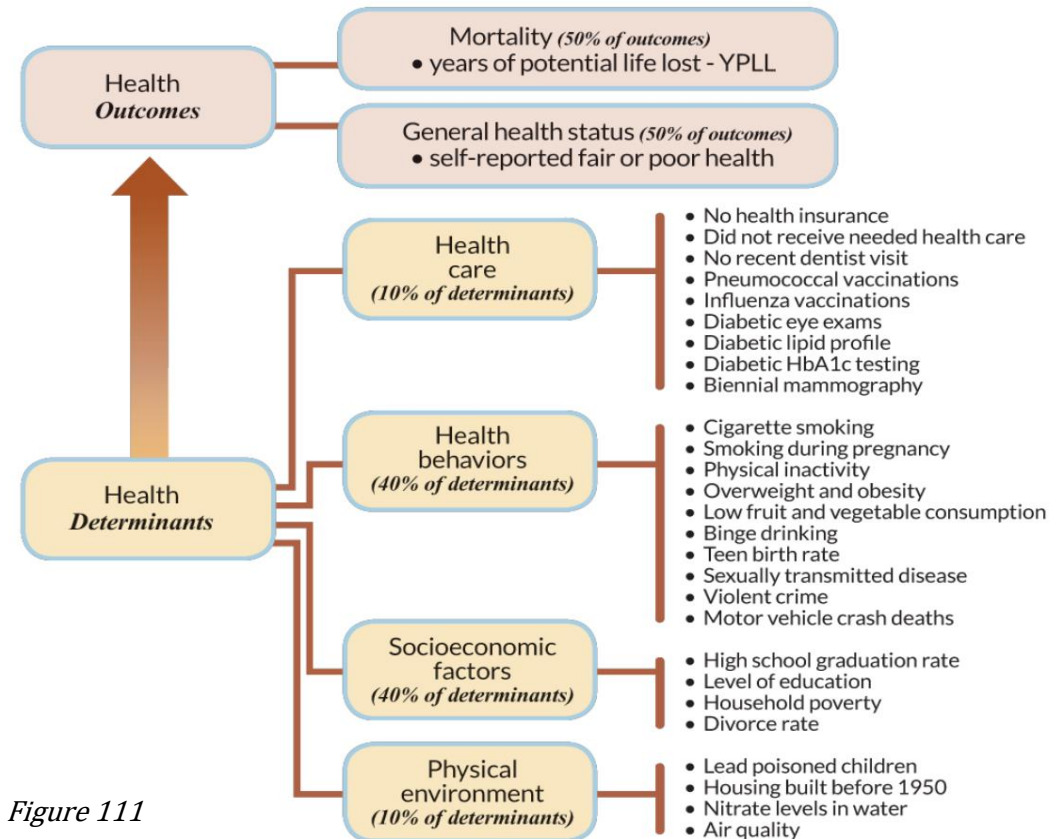 Health
Outcomes
Mortality (50% of outcomes)
• years of potential life lost - YPLL
General health status (50% of outcomes)
• self-reported fair or poor health
Health
Determinants
Health
care
(10% of determinants)
• No health insurance
• Did not receive needed health care
• No recent dentist visit
• Pneumococcal vaccinations
• Influenza vaccinations
• Diabetic eye exams
• Diabetic lipid profile
• Diabetic HbA1c testing
• Biennial mammography
Health
behaviors
(40% of determinants)
• Cigarette smoking
• Smoking during pregnancy
• Physical inactivity
• Overweight and obesity
• Low fruit and vegetable consumption
• Binge drinking
• Teen birth rate
• Sexually transmitted disease
• Violent crime
• Motor vehicle crash deaths
Socioeconomic
factors
(40% of determinants)
• High school graduation rate
• Level of education
• Household poverty
• Divorce rate
Physical
environment
(10% of determinants)
• Lead poisoned children
• Housing built before 1950
• Nitrate levels in water
• Air quality
Figure 111